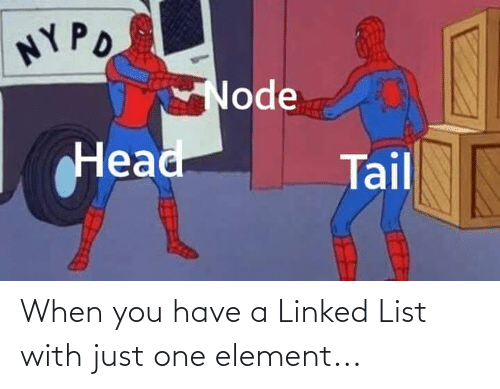 NYPD
Node
Head
Tail
When you have a Linked List
with just one element...